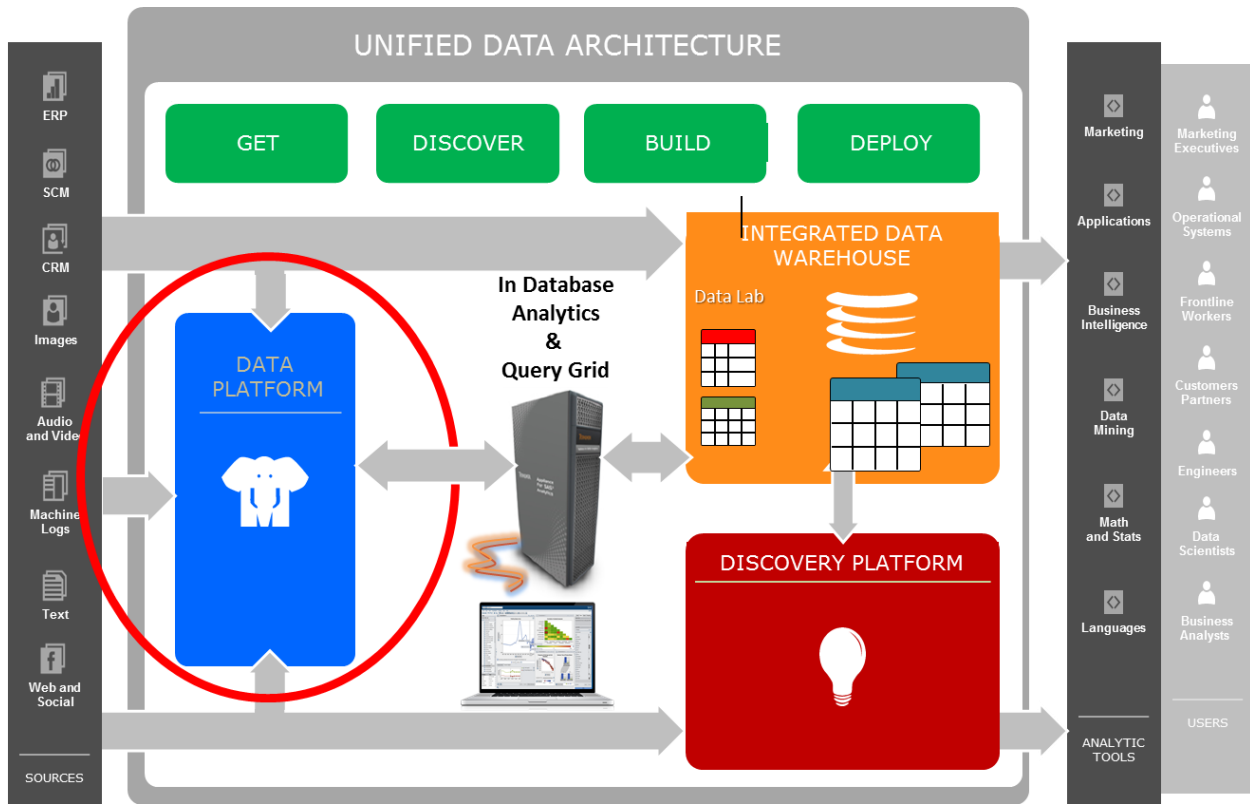 UNIFIED DATA ARCHITECTURE
GET
DISCOVER
BUILD
DEPLOY
ERP
SCM
CRM
Images
Audio
and Video
Machine
Logs
Text
Web and
Social
SOURCES
DATA
PLATFORM
In Database
Analytics
&
Query Grid
INTEGRATED DATA
WAREHOUSE
Data Lab
DISCOVERY PLATFORM
Marketing
Applications
Business
Intelligence
Data
Mining
Math
and Stats
Languages
ANALYTIC
TOOLS
Marketing
Executives
Operational
Systems
Frontline
Workers
Customers
Partners
Engineers
Data
Scientists
Business
Analysts
USERS